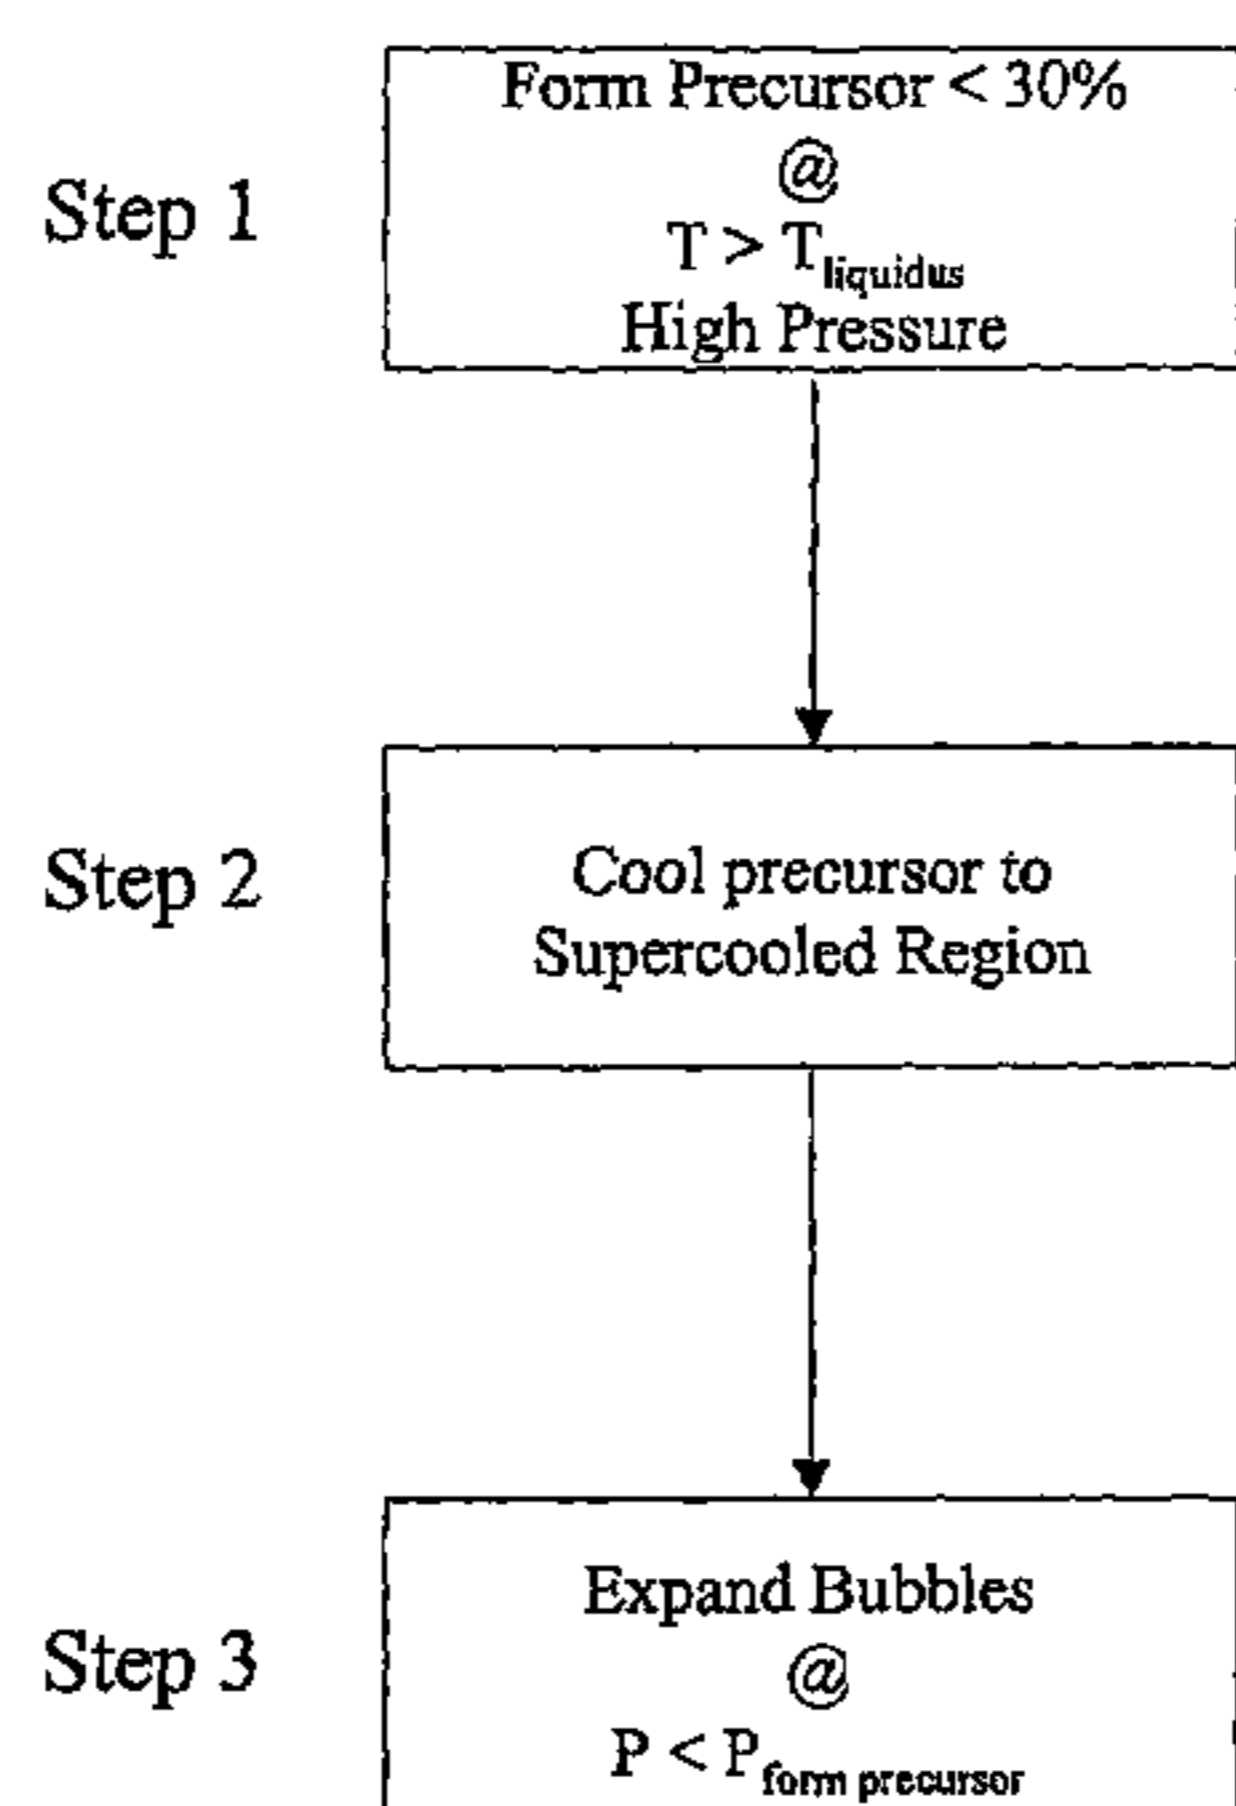 Form Precursor < 30%
@
Step 1
T > Tliquidus
High Pressure
Step 2
Cool precursor to
Supercooled Region
Expand Bubbles
Step 3
@
P < Pform precursor